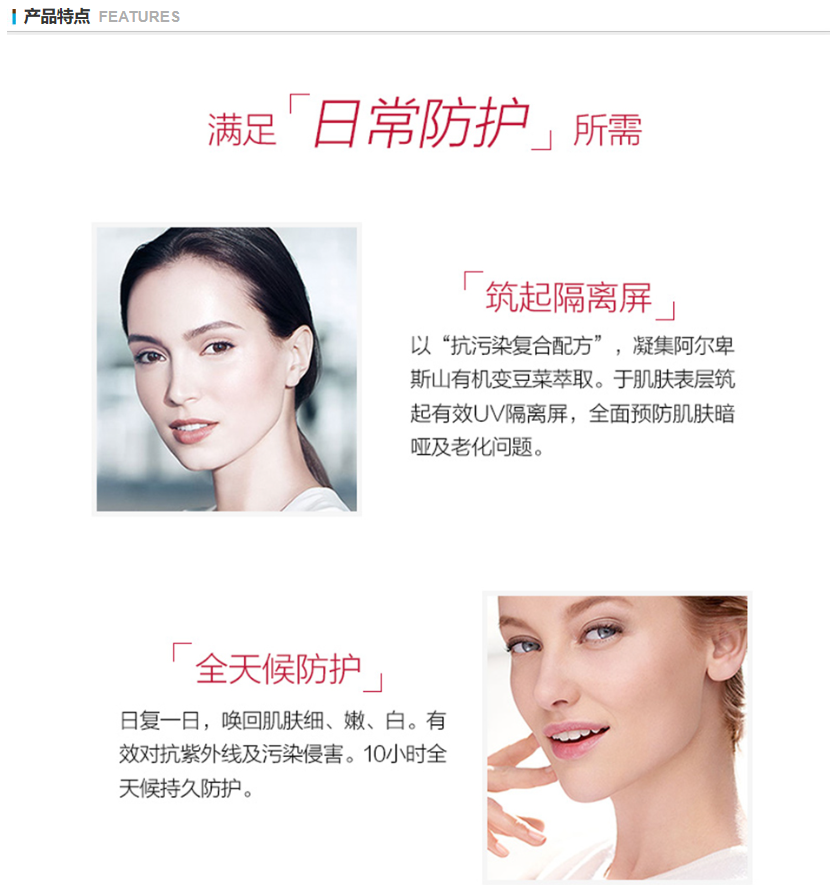 产品特点 FEATURES
满足「日常防护」所需
「筑起隔离屏」
以“抗污染复合配方”，凝集阿尔卑
斯山有机变豆菜萃取。于肌肤表层筑
起有效UV隔离屏，全面预防肌肤暗
哑及老化问题。
「全天候防护」
日复一日，唤回肌肤细、嫩、白。有
效对抗紫外线及污染侵害。10小时全
天候持久防护。